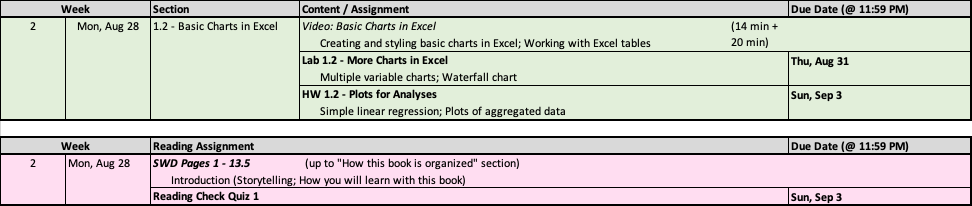 Week Section Content / Assignment Due Date (@ 11:59 PM)
2 Mon, Aug 28 1.2 - Basic Charts in Excel Video: Basic Charts in Excel (14 min +
Creating and styling basic charts in Excel; Working with Excel tables 20 min)
Lab 1.2 - More Charts in Excel Thu, Aug 31
Multiple variable charts; Waterfall chart
HW 1.2 - Plots for Analyses Sun, Sep 3
Simple linear regression; Plots of aggregated data
Week Reading Assignment Due Date (@ 11:59 PM)
2 Mon, Aug 28 SWD Pages 1 - 13.5 (up to "How this book is organized" section)
Introduction (Storytelling; How you will learn with this book)
Reading Check Quiz 1 Sun, Sep 3